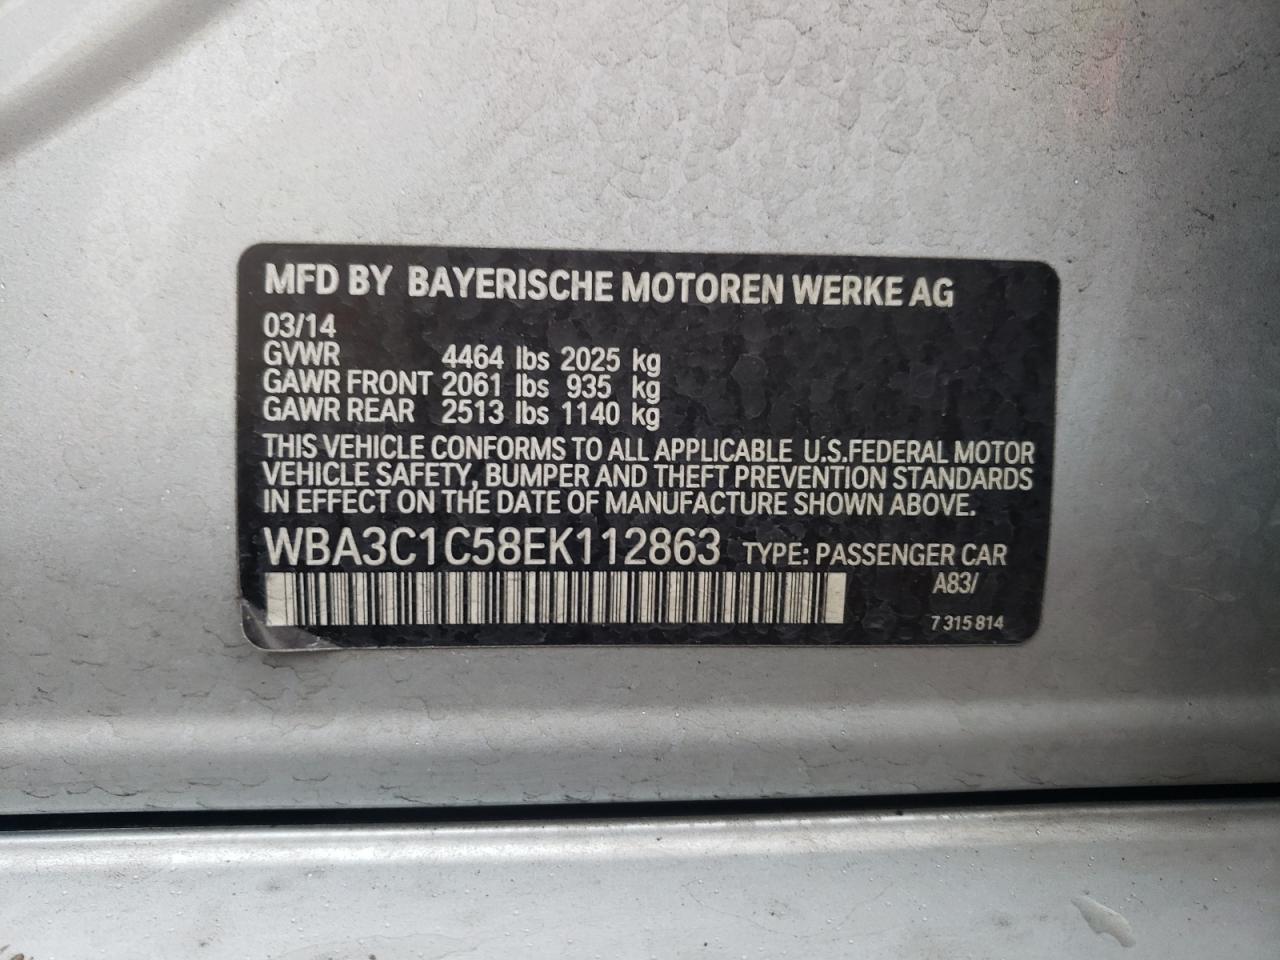 MFD BY BAYERISCHE MOTOREN WERKE AG
03/14
GVWR 4464 lbs 2025 kg
GAWR FRONT 2061 lbs 935 kg
GAWR REAR 2513 lbs 1140 kg
THIS VEHICLE CONFORMS TO ALL APPLICABLE U.S.FEDERAL MOTOR
VEHICLE SAFETY, BUMPER AND THEFT PREVENTION STANDARDS
IN EFFECT ON THE DATE OF MANUFACTURE SHOWN ABOVE.
WBA3C1C58EK112863 TYPE: PASSENGER CAR
A83/
7 315 814